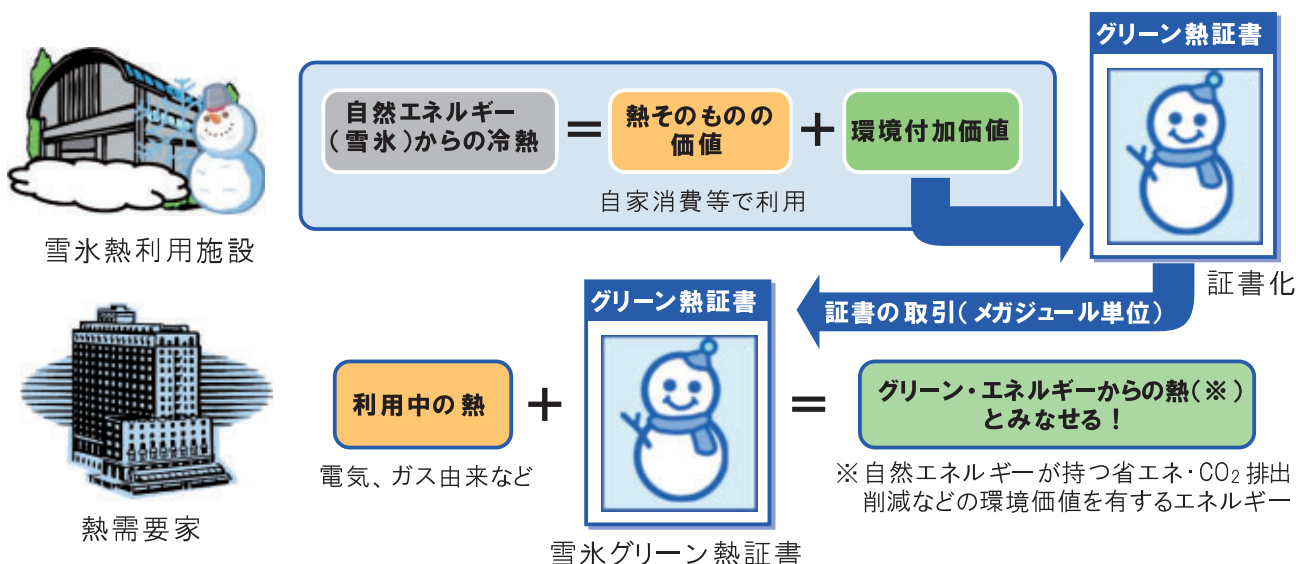 グリーン熱証書
自然エネルギー
(雪氷)からの冷熱
=
熱そのものの
価値
+
環境付加価値
自家消費等で利用
雪氷熱利用施設
証書化
証書の取引(メガジュール単位)
グリーン熱証書
利用中の熱
+
=
グリーン・エネルギーからの熱(※)
とみなせる!
電気、ガス由来など
※自然エネルギーが持つ省エネ・CO₂排出
削減などの環境価値を有するエネルギー
熱需要家
雪氷グリーン熱証書